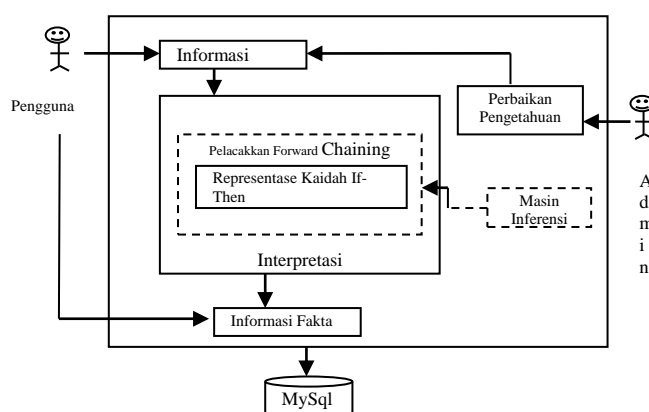 Informasi
Pengguna
Perbaikan
Pengetahuan
Pelacakkan Forward Chaining
Representase Kaidah If-
Then
Masin
Inferensi
A
d
m
i
n
Interpretasi
Informasi Fakta
MySql